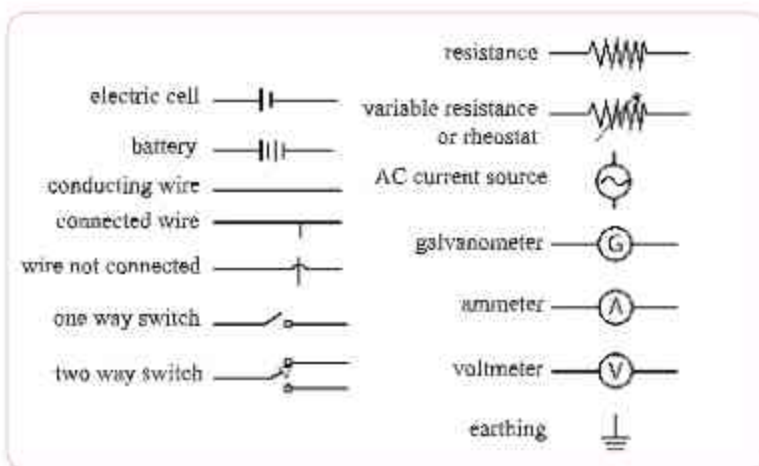 electric cell
battery
conducting wire
connected wire
wire not connected
one way switch
two way switch
resistance
variable resistance
or rheostat
AC current source
galvanometer
G
ammeter
A
voltmeter
V
earthing